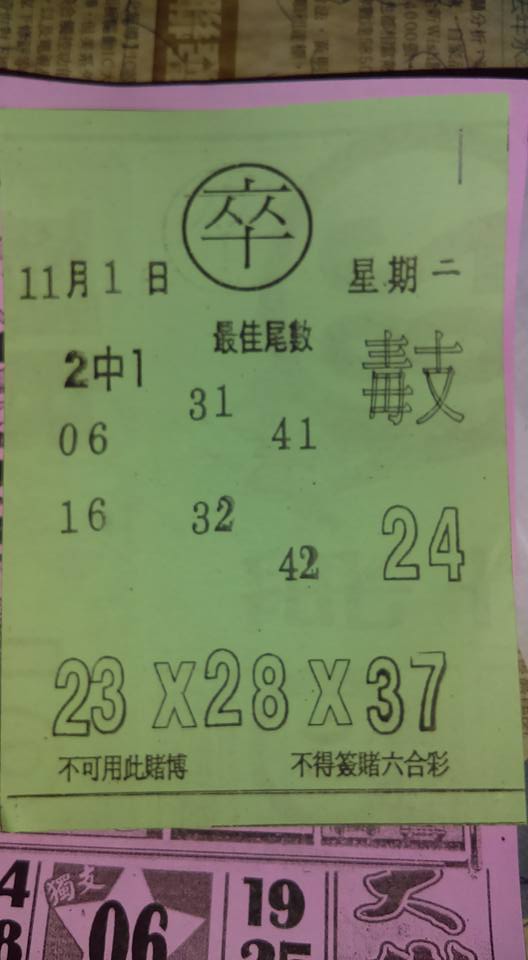 卒
11月1日 星期二
最佳尾數
2中1
31
06 41
16 32
42 24
23 X 28 X 37
不可用此賭博 不得簽賭六合彩
獨支 19
06